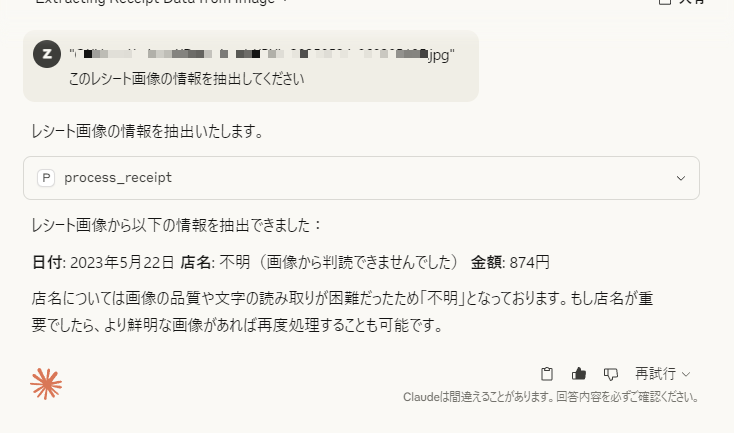 Extracting Receipt Data from Image
共有
Z
.jpg"
このレシート画像の情報を抽出してください
レシート画像の情報を抽出いたします。
P process_receipt
レシート画像から以下の情報を抽出できました：
日付: 2023年5月22日 店名: 不明（画像から判読できませんでした） 金額: 874円
店名については画像の品質や文字の読み取りが困難だったため「不明」となっております。もし店名が重
要でしたら、より鮮明な画像があれば再度処理することも可能です。
再試行
Claudeは間違えることがあります。回答内容を必ずご確認ください。